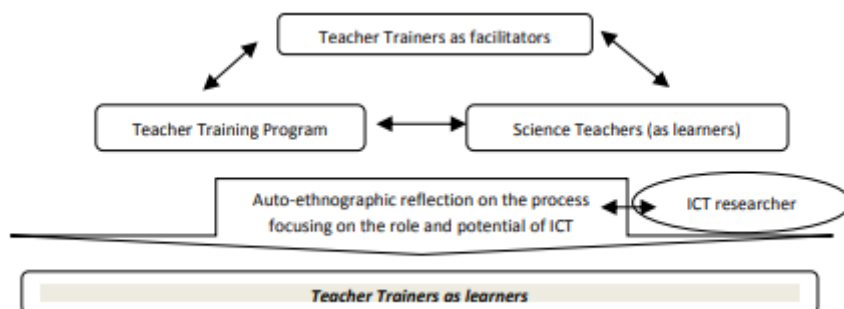 Teacher Trainers as facilitators
Teacher Training Program
Science Teachers (as learners)
Auto-ethnographic reflection on the process
focusing on the role and potential of ICT
ICT researcher
Teacher Trainers as learners